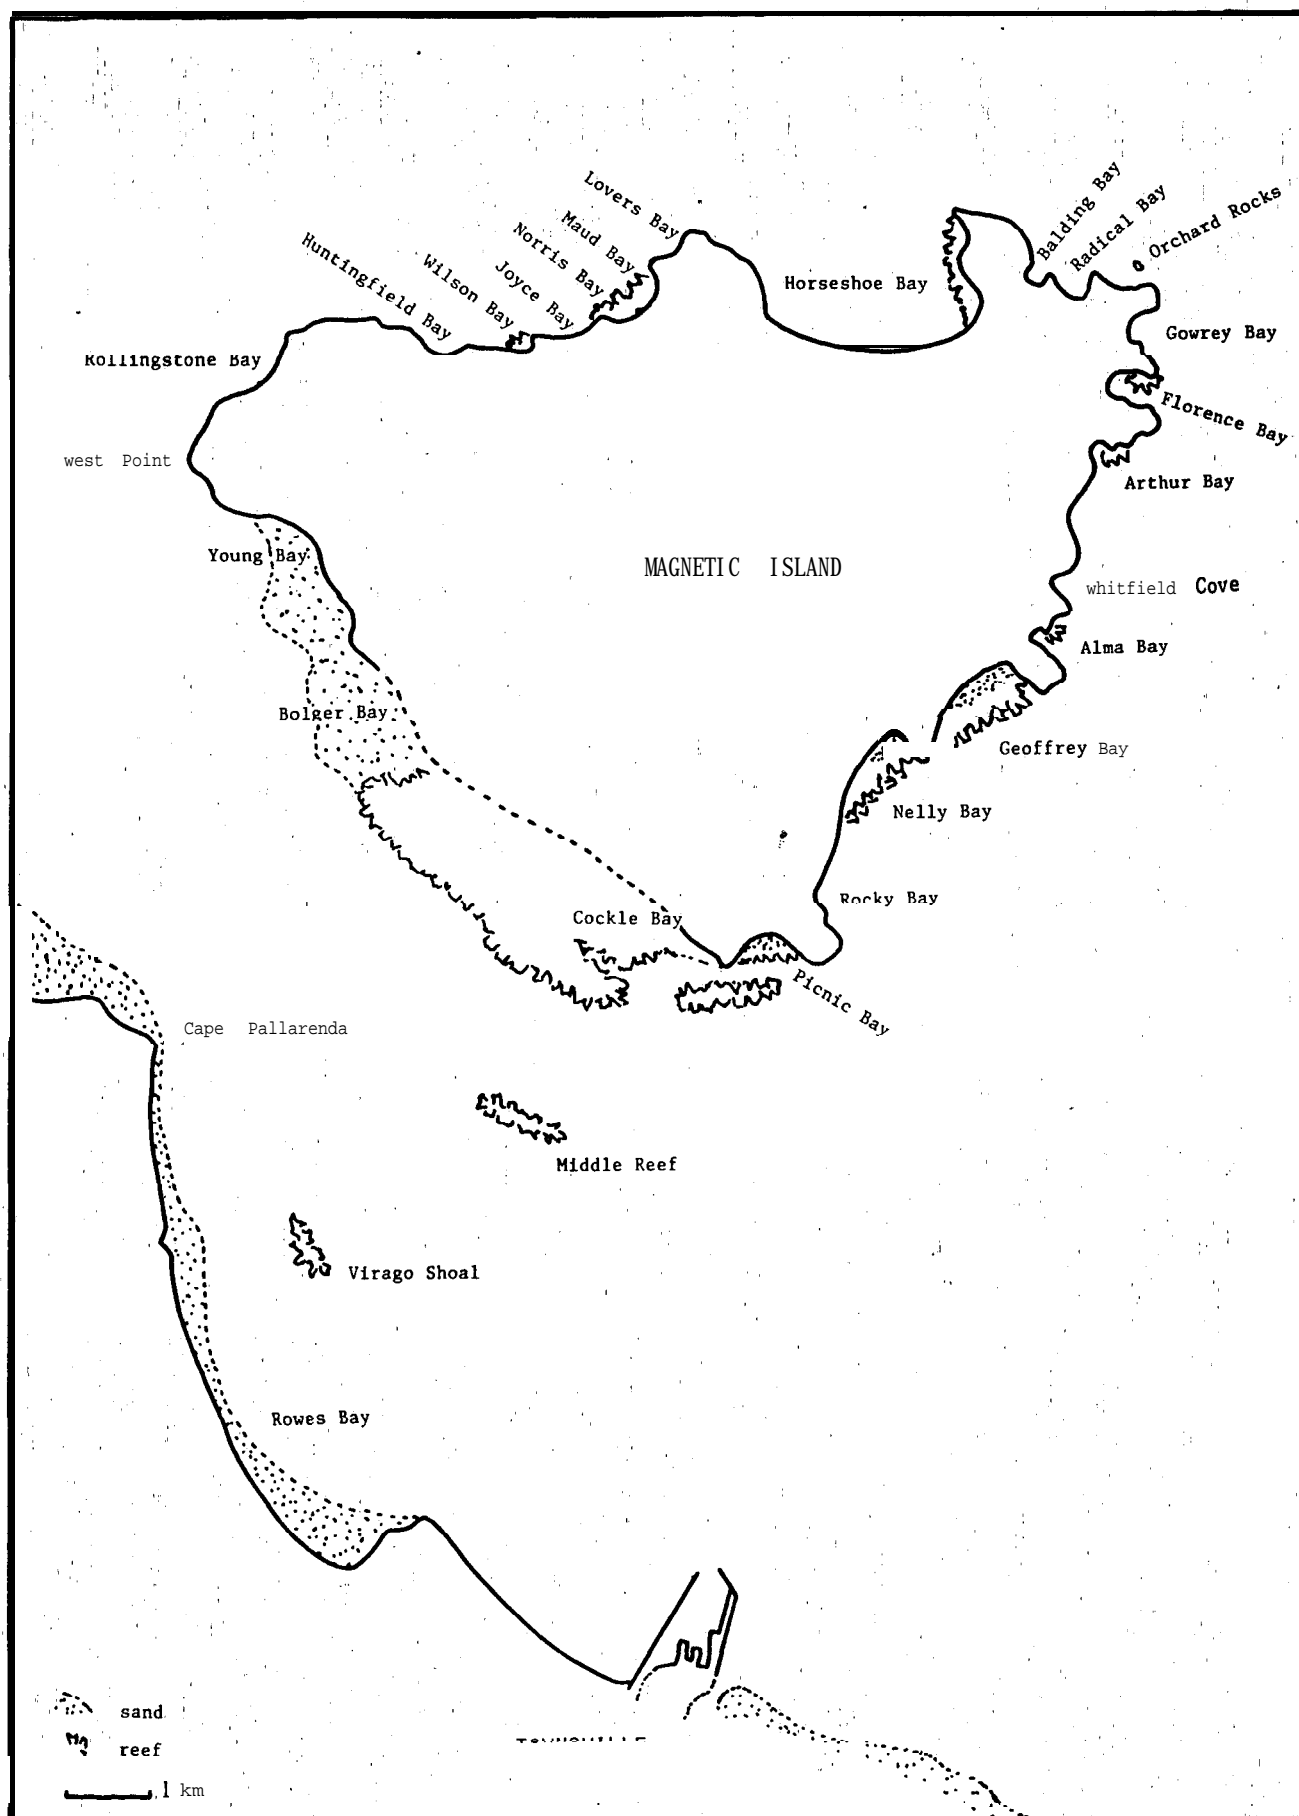 Lovers Bay
Maud Bay
Norris Bay
Joyce Bay
Wilson Bay
Huntingfield Bay
Rollingstone Bay
Horseshoe Bay
Balding Bay
Radical Bay
Orchard Rocks
Gowrey Bay
Florence Bay
Arthur Bay
west Point
Young Bay
MAGNETIC ISLAND
whitfield Cove
Alma Bay
Bolger Bay
Geoffrey Bay
Nelly Bay
Rocky Bay
Cockle Bay
Picnic Bay
Cape Pallarenda
Middle Reef
Virago Shoal
Rowes Bay
sand
reef
1 km